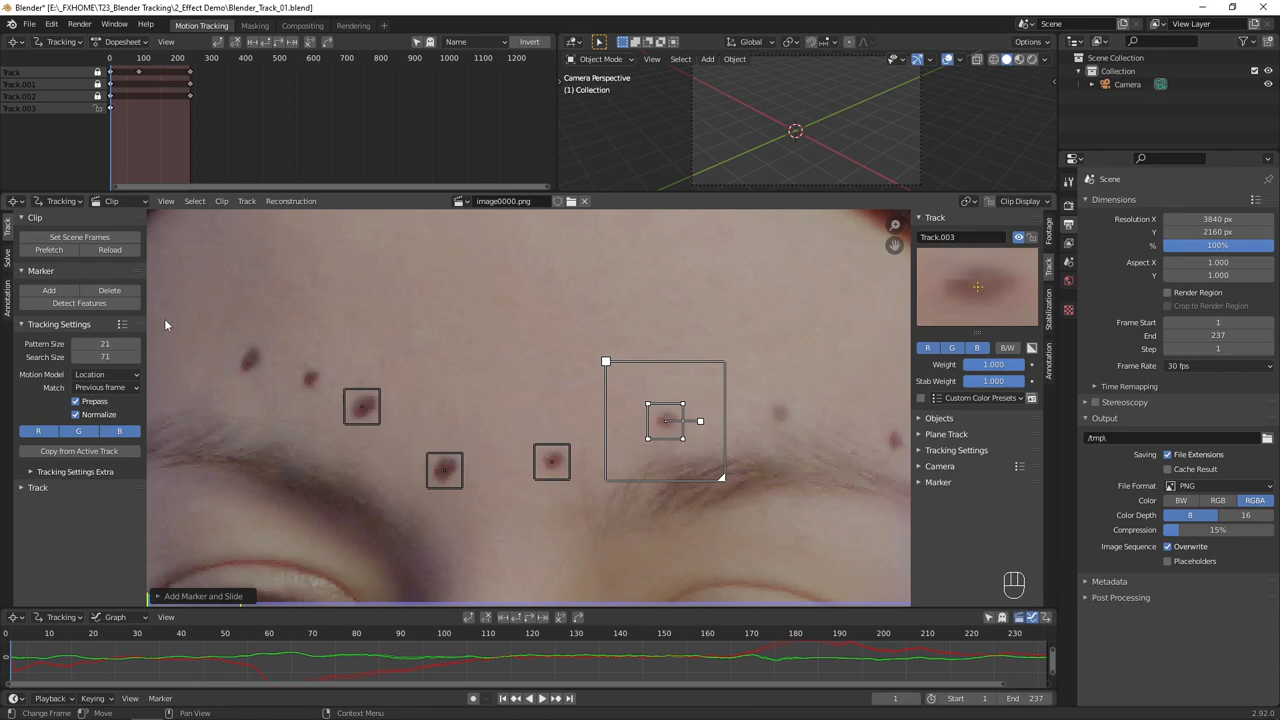 Blender* [E:\_FXHOME\T23_Blender Tracking\2_Effect Demo\Blender_Track_01.blend]
File Edit Render Window Help Motion Tracking Masking Compositing Rendering Scene View Layer
Tracking Dopesheet View Name Invert
0 100 200 300 400 500 600 700 800 900 1000 1100 1200
Track
Track.001
Track.002
Track.003
Global Options
Object Mode View Select Add Object
Camera Perspective
(1) Collection
Scene Collection
Collection
Camera
Tracking Clip View Select Clip Track Reconstruction image0000.png Clip Display
Track
Solve
Annotation
Clip
Set Scene Frames
Prefetch Reload
Marker
Add Delete
Detect Features
Tracking Settings
Pattern Size 21
Search Size 71
Motion Model Location
Match Previous frame
Prepass
Normalize
R G B
Copy from Active Track
Tracking Settings Extra
Track
Add Marker and Slide
Track
Track.003
R G B B/W
Weight 1.000
Stab Weight 1.000
Custom Color Presets
Objects
Plane Track
Tracking Settings
Camera
Marker
Footage
Track
Stabilization
Annotation
Scene
Dimensions
Resolution X 3840 px
Y 2160 px
% 100%
Aspect X 1.000
Y 1.000
Render Region
Crop to Render Region
Frame Start 1
End 237
Step 1
Frame Rate 30 fps
Time Remapping
Stereoscopy
Output
/tmp\
Saving File Extensions
Cache Result
File Format PNG
Color BW RGB RGBA
Color Depth 8 16
Compression 15%
Image Sequence Overwrite
Placeholders
Metadata
Post Processing
Tracking Graph View
0 10 20 30 40 50 60 70 80 90 100 110 120 130 140 150 160 170 180 190 200 210 220 230
0
Playback Keying View Marker 1 Start 1 End 237
Change Frame Move Pan View Context Menu 2.92.0